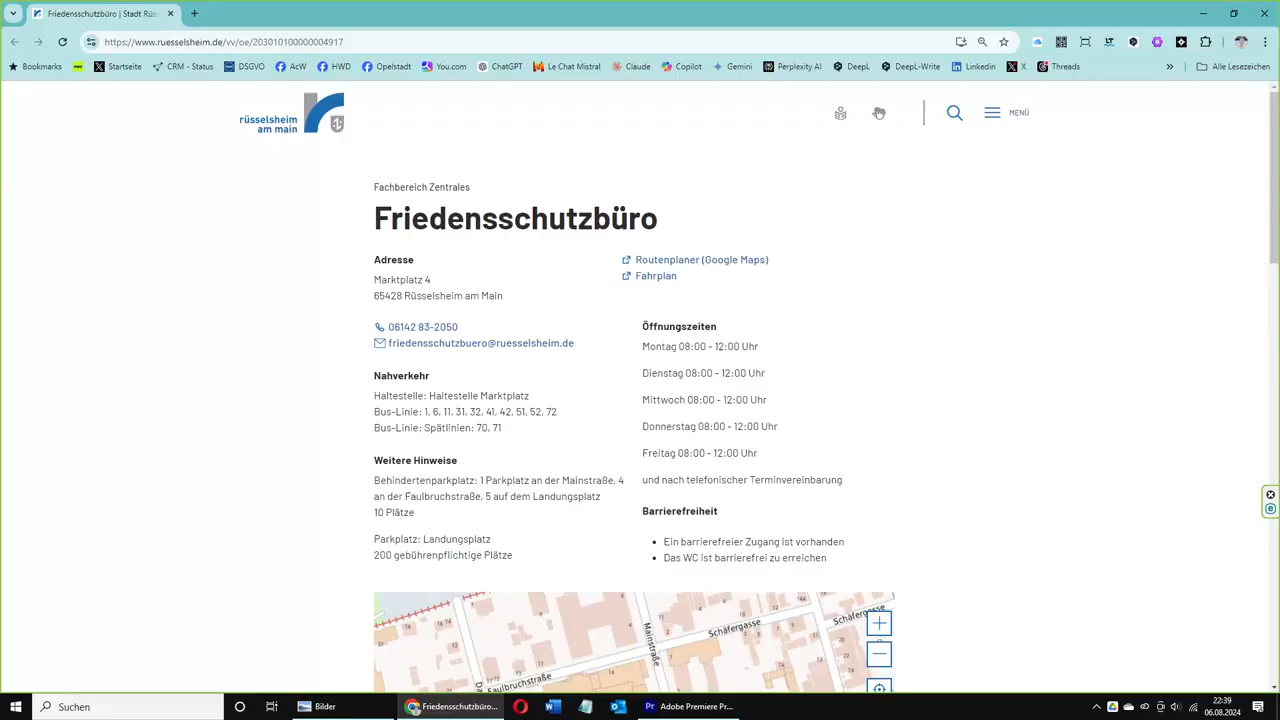 Friedensschutzbüro | Stadt Rüs
https://www.ruesselsheim.de/vv/oe/203010100000004917
Bookmarks
Startseite
CRM - Status
DSGVO
AcW
HWD
Opelstadt
You.com
ChatGPT
Le Chat Mistral
Claude
Copilot
Gemini
Perplexity AI
DeepL
DeepL-Write
Linkedin
X
Threads
»
Alle Lesezeichen
rüsselsheim
am main
MENÜ
Fachbereich Zentrales
Friedensschutzbüro
Adresse
Marktplatz 4
65428 Rüsselsheim am Main
Routenplaner (Google Maps)
Fahrplan
06142 83-2050
friedensschutzbuero@ruesselsheim.de
Nahverkehr
Haltestelle: Haltestelle Marktplatz
Bus-Linie: 1, 6, 11, 31, 32, 41, 42, 51, 52, 72
Bus-Linie: Spätlinien: 70, 71
Weitere Hinweise
Behindertenparkplatz: 1 Parkplatz an der Mainstraße, 4
an der Faulbruchstraße, 5 auf dem Landungsplatz
10 Plätze
Parkplatz: Landungsplatz
200 gebührenpflichtige Plätze
Öffnungszeiten
Montag 08:00 - 12:00 Uhr
Dienstag 08:00 - 12:00 Uhr
Mittwoch 08:00 - 12:00 Uhr
Donnerstag 08:00 - 12:00 Uhr
Freitag 08:00 - 12:00 Uhr
und nach telefonischer Terminvereinbarung
Barrierefreiheit
Ein barrierefreier Zugang ist vorhanden
Das WC ist barrierefrei zu erreichen
Schäfergasse
Schäfergasse
Mainstraße
Faulbruchstraße
Suchen
Bilder
Friedensschutzbüro...
Adobe Premiere Pr...
22:39
06.08.2024